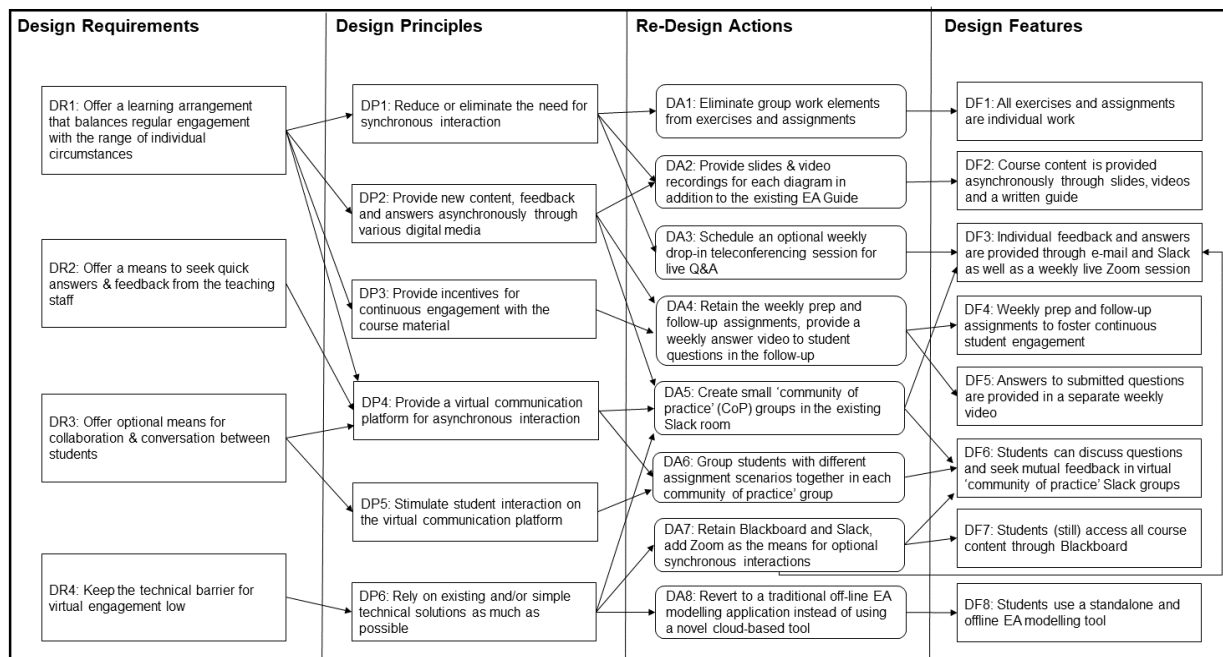 Design Requirements
DR1: Offer a learning arrangement
that balances regular engagement
with the range of individual
circumstances
DR2: Offer a means to seek quick
answers & feedback from the teaching
staff
DR3: Offer optional means for
collaboration & conversation between
students
DR4: Keep the technical barrier for
virtual engagement low
Design Principles
DP1: Reduce or eliminate the need for
synchronous interaction
DP2: Provide new content, feedback
and answers asynchronously through
various digital media
DP3: Provide incentives for
continuous engagement with the
course material
DP4: Provide a virtual communication
platform for asynchronous interaction
DP5: Stimulate student interaction on
the virtual communication platform
DP6: Rely on existing and/or simple
technical solutions as much as
possible
Re-Design Actions
DA1: Eliminate group work elements
from exercises and assignments
DA2: Provide slides & video
recordings for each diagram in
addition to the existing EA Guide
DA3: Schedule an optional weekly
drop-in teleconferencing session for
live Q&A
DA4: Retain the weekly prep and
follow-up assignments, provide a
weekly answer video to student
questions in the follow-up
DA5: Create small ‘community of
practice’ (CoP) groups in the existing
Slack room
DA6: Group students with different
assignment scenarios together in each
community of practice’ group
DA7: Retain Blackboard and Slack,
add Zoom as the means for optional
synchronous interactions
DA8: Revert to a traditional off-line EA
modelling application instead of using
a novel cloud-based tool
Design Features
DF1: All exercises and assignments
are individual work
DF2: Course content is provided
asynchronously through slides, videos
and a written guide
DF3: Individual feedback and answers
are provided through e-mail and Slack
as well as a weekly live Zoom session
DF4: Weekly prep and follow-up
assignments to foster continuous
student engagement
DF5: Answers to submitted questions
are provided in a separate weekly
video
DF6: Students can discuss questions
and seek mutual feedback in virtual
‘community of practice’ Slack groups
DF7: Students (still) access all course
content through Blackboard
DF8: Students use a standalone and
offline EA modelling tool